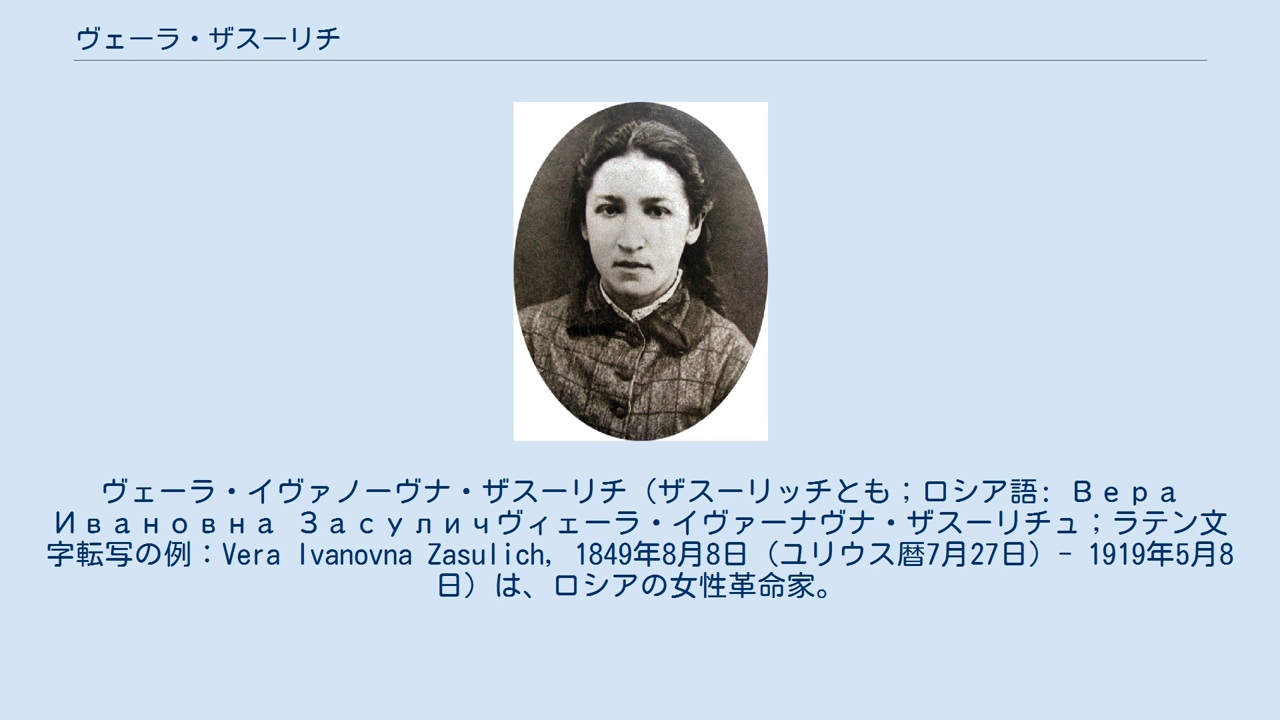 ヴェーラ・ザスーリチ
ヴェーラ・イヴァノーヴナ・ザスーリチ（ザスーリッチとも；ロシア語: Вера
Ивановна Засуличヴィェーラ・イヴァーナヴナ・ザスーリチュ；ラテン文
字転写の例：Vera Ivanovna Zasulich, 1849年8月8日（ユリウス暦7月27日）- 1919年5月8
日）は、ロシアの女性革命家。